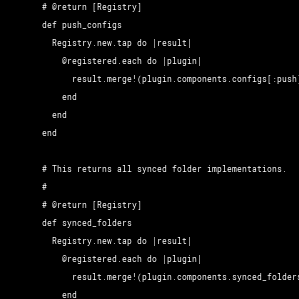 # @return [Registry]
def push_configs
Registry.new.tap do |result|
@registered.each do |plugin|
result.merge!(plugin.components.configs[:push]
end
end
end
# This returns all synced folder implementations.
#
# @return [Registry]
def synced_folders
Registry.new.tap do |result|
@registered.each do |plugin|
result.merge!(plugin.components.synced_folders
end